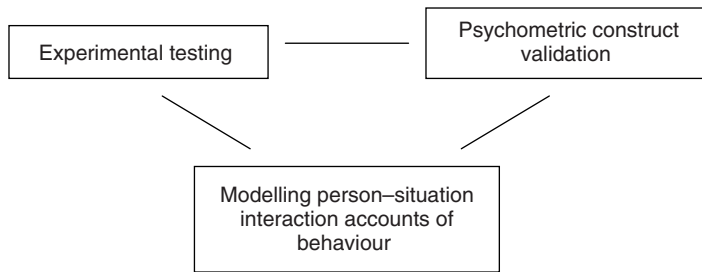 Experimental testing
Psychometric construct
validation
Modelling person–situation
interaction accounts of
behaviour